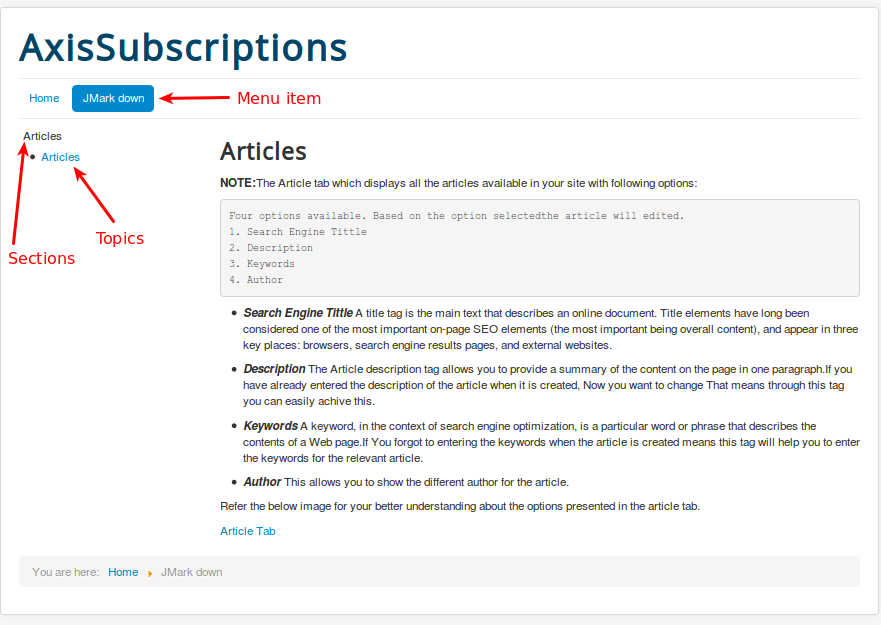 AxisSubscriptions
Home JMark down Menu item
Articles
Articles
Sections
Topics
Articles
NOTE:The Article tab which displays all the articles available in your site with following options:
Four options available. Based on the option selectedthe article will edited.
1. Search Engine Tittle
2. Description
3. Keywords
4. Author
• Search Engine Tittle A title tag is the main text that describes an online document. Title elements have long been
considered one of the most important on-page SEO elements (the most important being overall content), and appear in three
key places: browsers, search engine results pages, and external websites.
• Description The Article description tag allows you to provide a summary of the content on the page in one paragraph.If you
have already entered the description of the article when it is created, Now you want to change That means through this tag
you can easily achive this.
• Keywords A keyword, in the context of search engine optimization, is a particular word or phrase that describes the
contents of a Web page.If You forgot to entering the keywords when the article is created means this tag will help you to enter
the keywords for the relevant article.
• Author This allows you to show the different author for the article.
Refer the below image for your better understanding about the options presented in the article tab.
Article Tab
You are here: Home JMark down